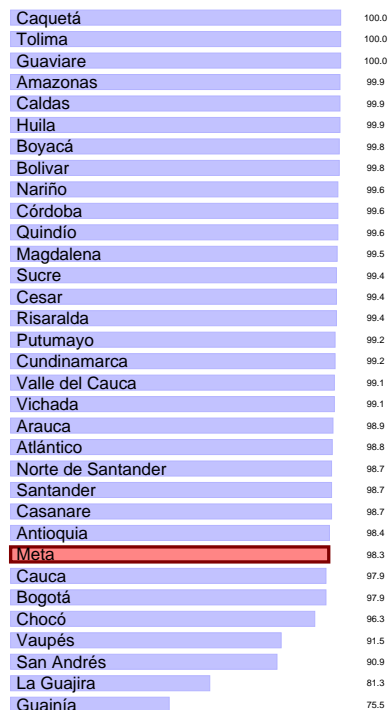 Caquetá 100.0
Tolima 100.0
Guaviare 100.0
Amazonas 99.9
Caldas 99.9
Huila 99.9
Boyacá 99.8
Bolivar 99.8
Nariño 99.6
Córdoba 99.6
Quindío 99.6
Magdalena 99.5
Sucre 99.4
Cesar 99.4
Risaralda 99.4
Putumayo 99.2
Cundinamarca 99.2
Valle del Cauca 99.1
Vichada 99.1
Arauca 98.9
Atlántico 98.8
Norte de Santander 98.7
Santander 98.7
Casanare 98.7
Antioquia 98.4
Meta 98.3
Cauca 97.9
Bogotá 97.9
Chocó 96.3
Vaupés 91.5
San Andrés 90.9
La Guajira 81.3
Guainía 75.5